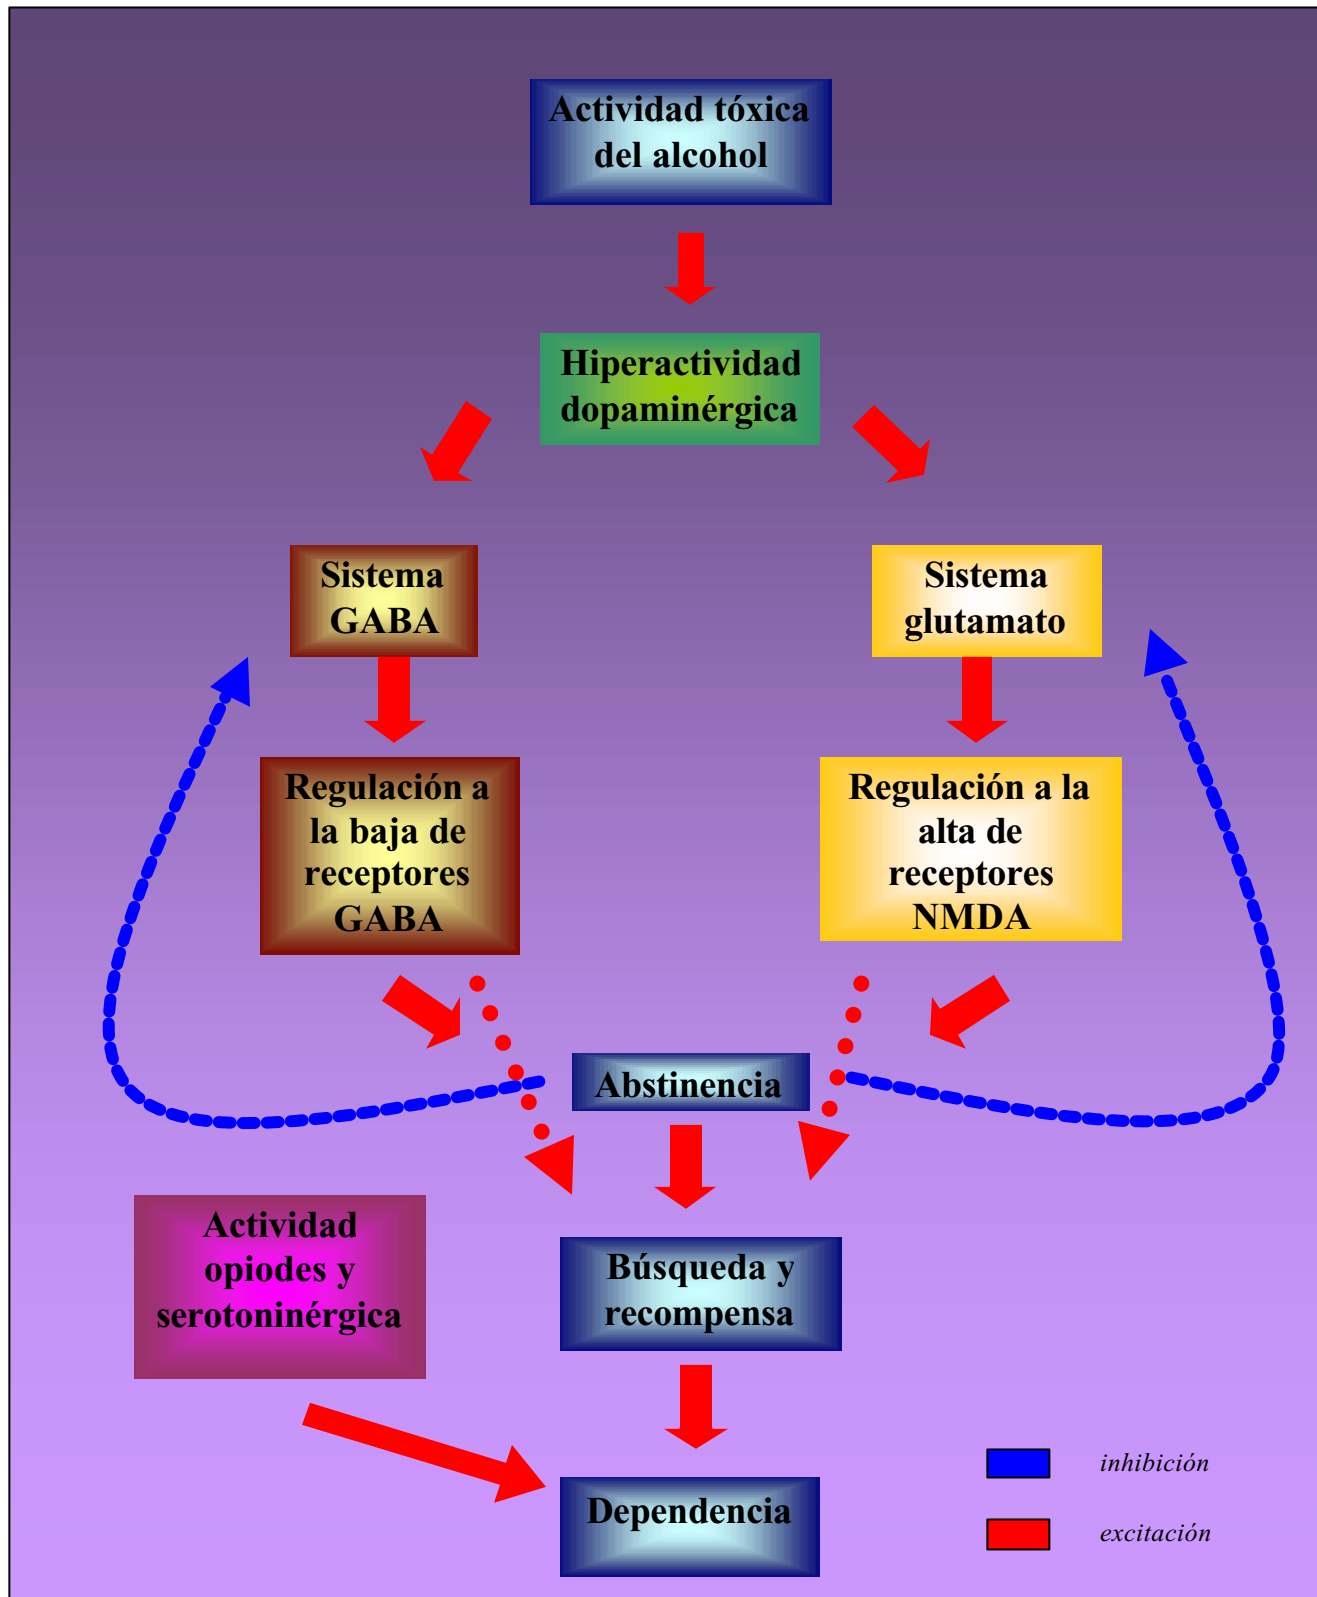 Actividad tóxica
del alcohol
Hiperactividad
dopaminérgica
Sistema
GABA
Sistema
glutamato
Regulación a
la baja de
receptores
GABA
Regulación a la
alta de
receptores
NMDA
Abstinencia
Actividad
opiodes y
serotoninérgica
Búsqueda y
recompensa
Dependencia
inhibición
excitación